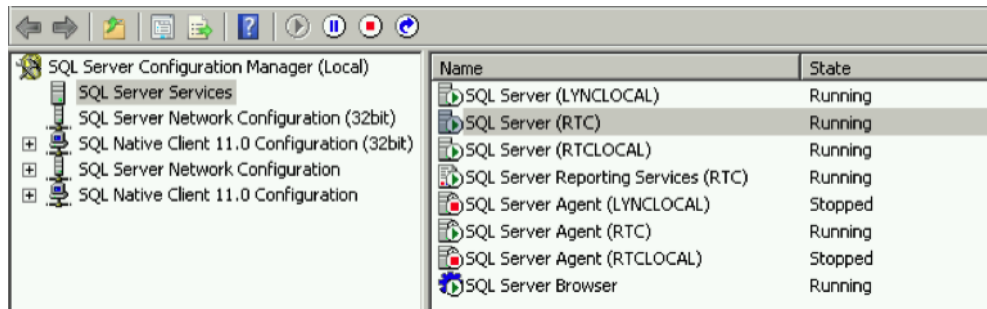 SQL Server Configuration Manager (Local)
SQL Server Services
SQL Server Network Configuration (32bit)
SQL Native Client 11.0 Configuration (32bit)
SQL Server Network Configuration
SQL Native Client 11.0 Configuration
Name State
SQL Server (LYNCLOCAL) Running
SQL Server (RTC) Running
SQL Server (RTCLOCAL) Running
SQL Server Reporting Services (RTC) Running
SQL Server Agent (LYNCLOCAL) Stopped
SQL Server Agent (RTC) Running
SQL Server Agent (RTCLOCAL) Stopped
SQL Server Browser Running